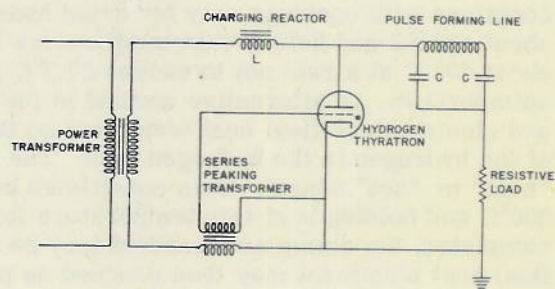 CHARGING REACTOR
L
PULSE FORMING LINE
C
C
POWER
TRANSFORMER
HYDROGEN
THYRATRON
SERIES
PEAKING
TRANSFORMER
RESISTIVE
LOAD